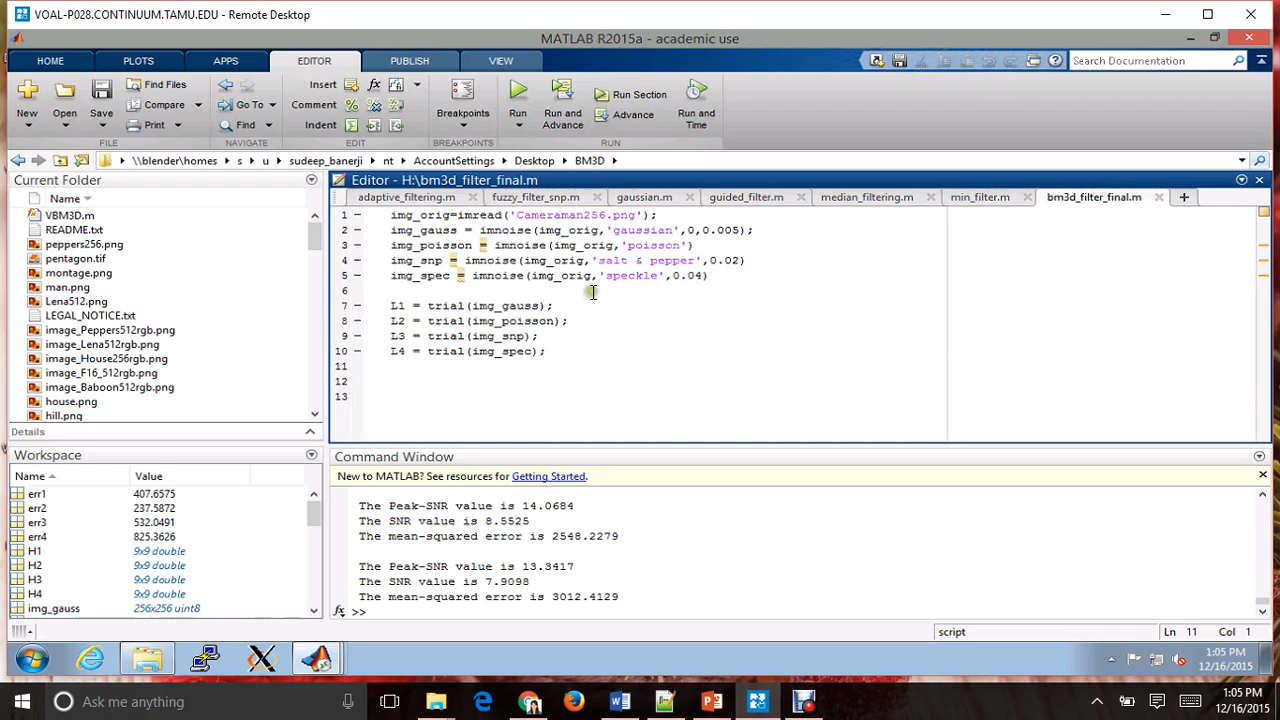 VOAL-P028.CONTINUUM.TAMU.EDU - Remote Desktop
MATLAB R2015a - academic use
HOME PLOTS APPS EDITOR PUBLISH VIEW
Search Documentation
New Open Save
Find Files
Compare
Print
Go To
Find
Insert
Comment
Indent
Breakpoints
Run
Run and Advance
Run Section
Advance
Run and Time
FILE NAVIGATE EDIT BREAKPOINTS RUN
\\blender\homes s u sudeep_banerji nt AccountSettings Desktop BM3D
Current Folder
Name
VBM3D.m
README.txt
peppers256.png
pentagon.tif
montage.png
man.png
Lena512.png
LEGAL_NOTICE.txt
image_Peppers512rgb.png
image_Lena512rgb.png
image_House256rgb.png
image_F16_512rgb.png
image_Baboon512rgb.png
house.png
hill.png
Details
Workspace
Name Value
err1 407.6575
err2 237.5872
err3 532.0491
err4 825.3626
H1 9x9 double
H2 9x9 double
H3 9x9 double
H4 9x9 double
img_gauss 256x256 uint8
Editor - H:\bm3d_filter_final.m
adaptive_filtering.m fuzzy_filter_snp.m gaussian.m guided_filter.m median_filtering.m min_filter.m bm3d_filter_final.m
1 img_orig=imread('Cameraman256.png');
2 img_gauss = imnoise(img_orig,'gaussian',0,0.005);
3 img_poisson = imnoise(img_orig,'poisson')
4 img_snp = imnoise(img_orig,'salt & pepper',0.02)
5 img_spec = imnoise(img_orig,'speckle',0.04)
6
7 L1 = trial(img_gauss);
8 L2 = trial(img_poisson);
9 L3 = trial(img_snp);
10 L4 = trial(img_spec);
11
12
13
Command Window
New to MATLAB? See resources for Getting Started.
The Peak-SNR value is 14.0684
The SNR value is 8.5525
The mean-squared error is 2548.2279
The Peak-SNR value is 13.3417
The SNR value is 7.9098
The mean-squared error is 3012.4129
fx >>
script Ln 11 Col 1
1:05 PM
12/16/2015
Ask me anything
1:05 PM
12/16/2015